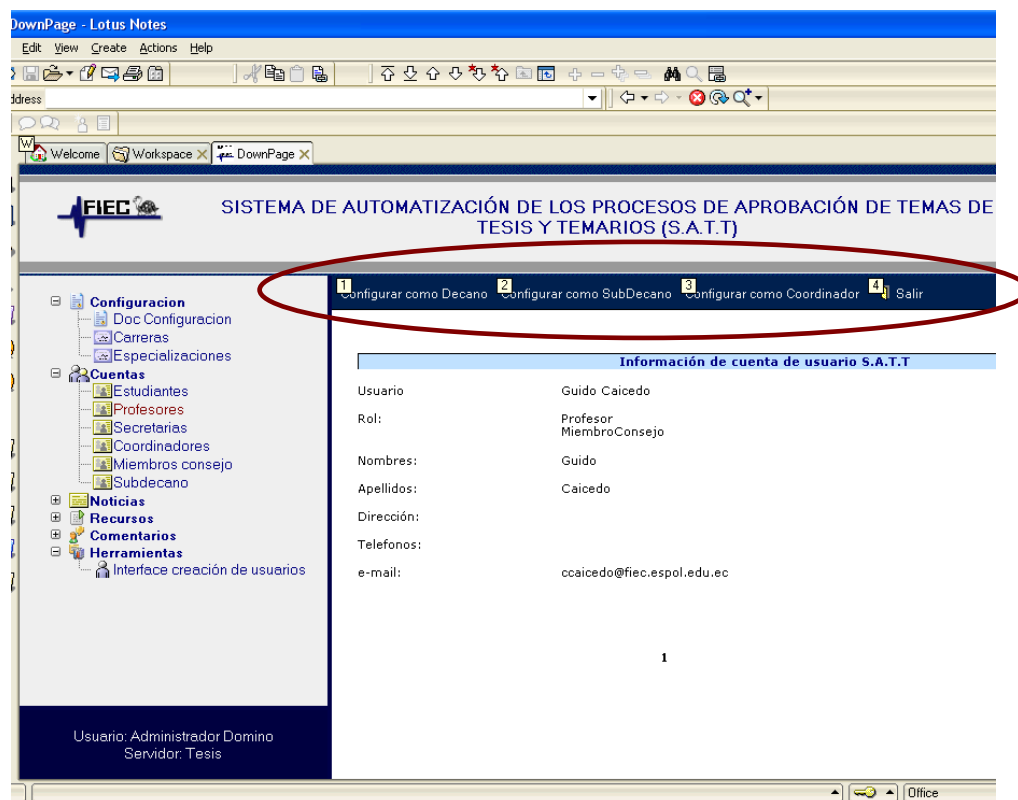 DownPage - Lotus Notes
Edit View Create Actions Help
ddress
W
Welcome
Workspace
DownPage
FIEC
SISTEMA DE AUTOMATIZACIÓN DE LOS PROCESOS DE APROBACIÓN DE TEMAS DE
TESIS Y TEMARIOS (S.A.T.T)
1 onfigurar como Decano 2 onfigurar como SubDecano 3 onfigurar como Coordinador 4 Salir
Configuracion
Doc Configuracion
Carreras
Especializaciones
Cuentas
Estudiantes
Profesores
Secretarias
Coordinadores
Miembros consejo
Subdecano
Noticias
Recursos
Comentarios
Herramientas
Interface creación de usuarios
Usuario: Administrador Domino
Servidor: Tesis
Información de cuenta de usuario S.A.T.T
Usuario Guido Caicedo
Rol: Profesor
MiembroConsejo
Nombres: Guido
Apellidos: Caicedo
Dirección:
Telefonos:
e-mail: ccaicedo@fiec.espol.edu.ec
1
Office